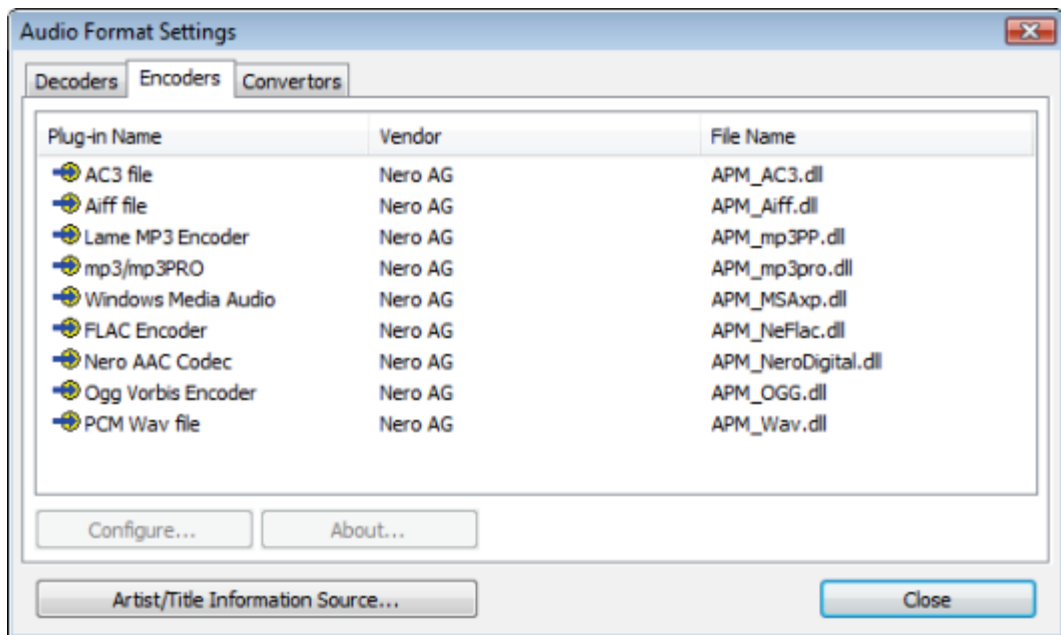 Audio Format Settings
Decoders Encoders Convertors
Plug-in Name Vendor File Name
AC3 file Nero AG APM_AC3.dll
Aiff file Nero AG APM_Aiff.dll
Lame MP3 Encoder Nero AG APM_mp3PP.dll
mp3/mp3PRO Nero AG APM_mp3pro.dll
Windows Media Audio Nero AG APM_MSAxp.dll
FLAC Encoder Nero AG APM_NeFlac.dll
Nero AAC Codec Nero AG APM_NeroDigital.dll
Ogg Vorbis Encoder Nero AG APM_OGG.dll
PCM Wav file Nero AG APM_Wav.dll
Configure... About...
Artist/Title Information Source... Close